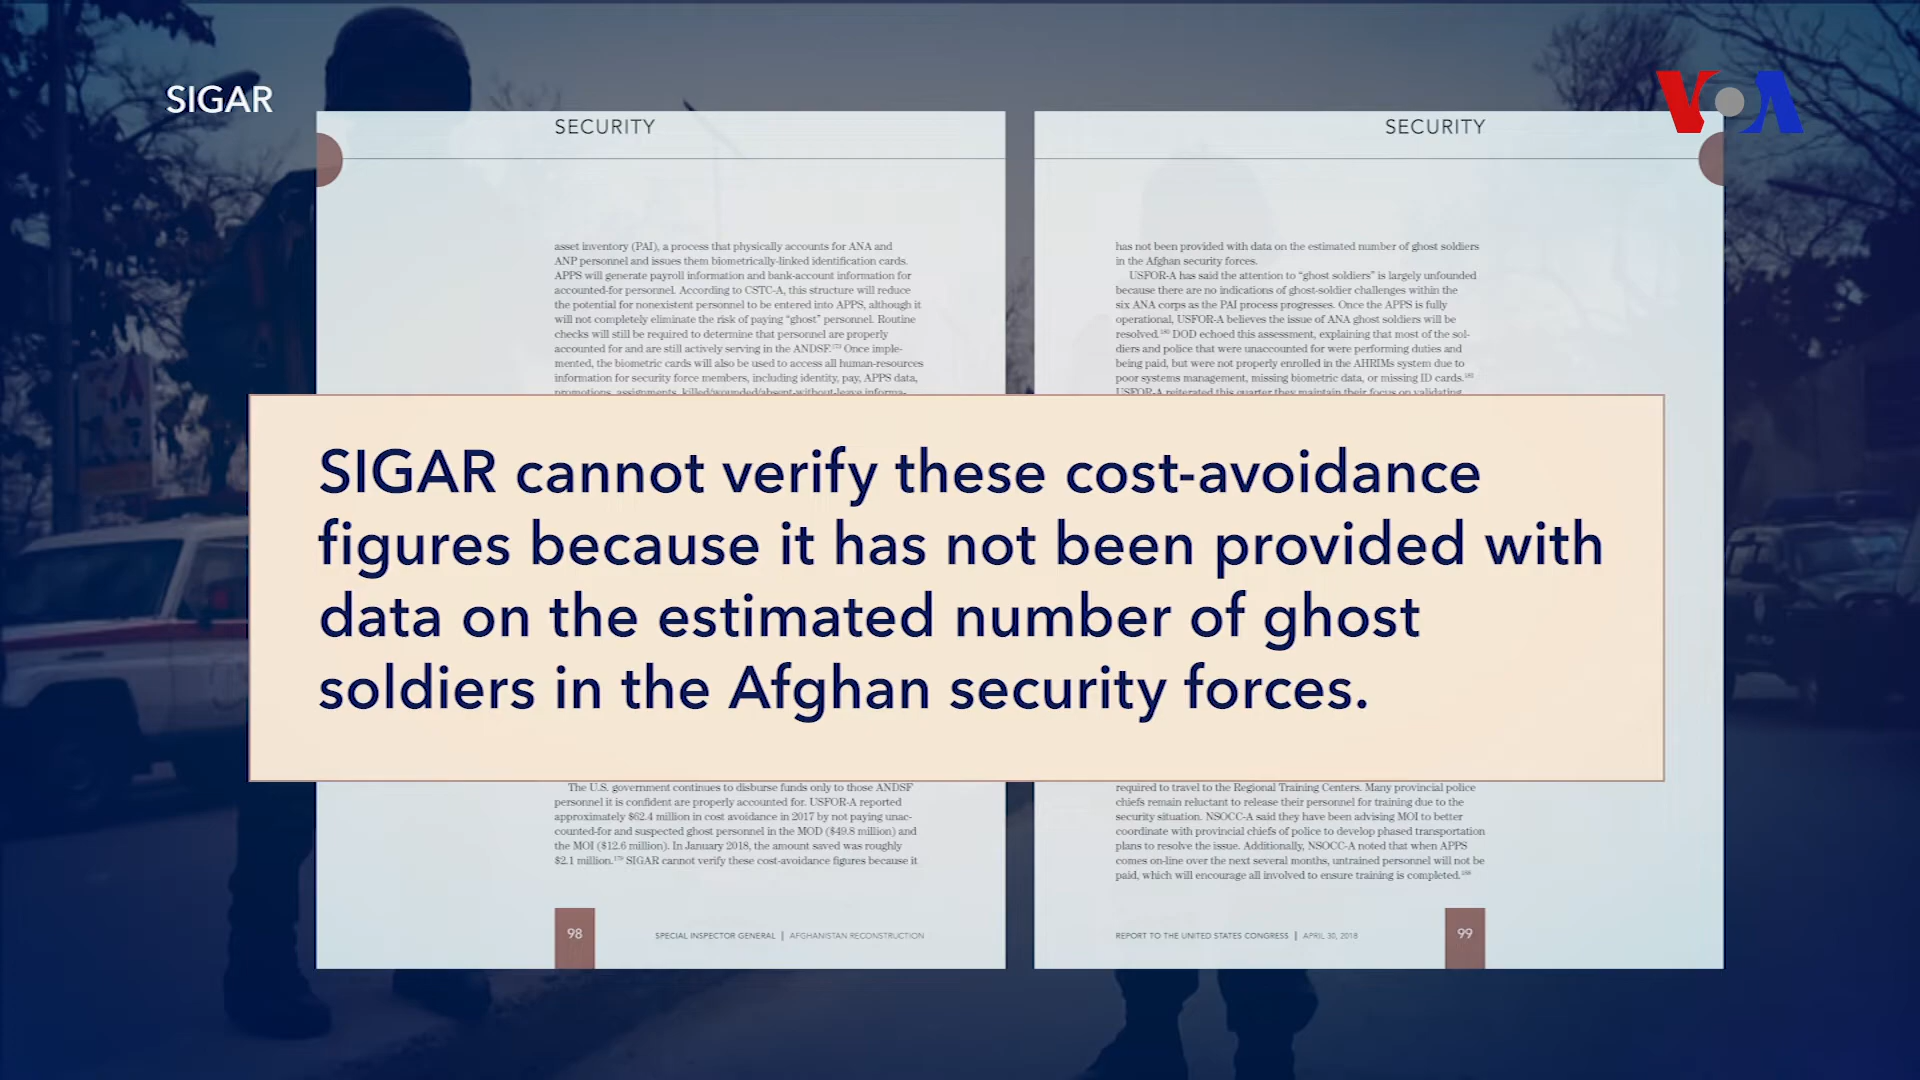 SIGAR
VOA
SECURITY
asset inventory (PAI), a process that physically accounts for ANA and
ANP personnel and issues them biometrically-linked identification cards.
APPS will generate payroll information and bank-account information for
accounted-for personnel. According to CSTC-A, this structure will reduce
the potential for nonexistent personnel to be entered into APPS, although it
will not completely eliminate the risk of paying “ghost” personnel. Routine
checks will still be required to determine that personnel are properly
accounted for and are still actively serving in the ANDSF.¹⁷⁹ Once imple-
mented, the biometric cards will also be used to access all human-resources
information for security force members, including identity, pay, APPS data,
promotions, assignments, killed/wounded/absent-without-leave informa-
SECURITY
has not been provided with data on the estimated number of ghost soldiers
in the Afghan security forces.
USFOR-A has said the attention to “ghost soldiers” is largely unfounded
because there are no indications of ghost-soldier challenges within the
six ANA corps as the PAI process progresses. Once the APPS is fully
operational, USFOR-A believes the issue of ANA ghost soldiers will be
resolved. DOD echoed this assessment, explaining that most of the sol-
diers and police that were unaccounted for were performing duties and
being paid, but were not properly enrolled in the AHRIMs system due to
poor systems management, missing biometric data, or missing ID cards.
USFOR-A reiterated this quarter they maintain their focus on validating
SIGAR cannot verify these cost-avoidance
figures because it has not been provided with
data on the estimated number of ghost
soldiers in the Afghan security forces.
The U.S. government continues to disburse funds only to those ANDSF
personnel it is confident are properly accounted for. USFOR-A reported
approximately $62.4 million in cost avoidance in 2017 by not paying unac-
counted-for and suspected ghost personnel in the MOD ($49.8 million) and
the MOI ($12.6 million). In January 2018, the amount saved was roughly
$2.1 million. SIGAR cannot verify these cost-avoidance figures because it
98 SPECIAL INSPECTOR GENERAL | AFGHANISTAN RECONSTRUCTION
required to travel to the Regional Training Centers. Many provincial police
chiefs remain reluctant to release their personnel for training due to the
security situation. NSOCC-A said they have been advising MOI to better
coordinate with provincial chiefs of police to develop phased transportation
plans to resolve the issue. Additionally, NSOCC-A noted that when APPS
comes on-line over the next several months, untrained personnel will not be
paid, which will encourage all involved to ensure training is completed.
REPORT TO THE UNITED STATES CONGRESS | APRIL 30, 2018 99